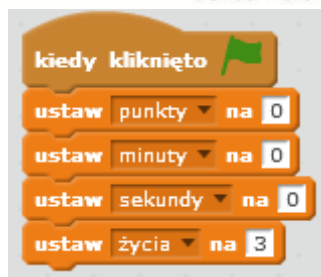 kiedy kliknięto
ustaw punkty na 0
ustaw minuty na 0
ustaw sekundy na 0
ustaw życia na 3